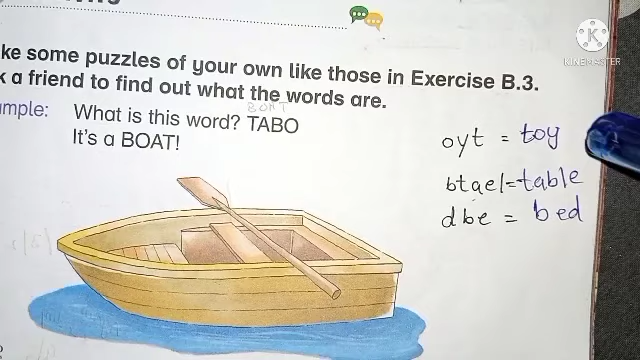 ke some puzzles of your own like those in Exercise B.3.
k a friend to find out what the words are.
mple: What is this word? TABO
BOAT
It's a BOAT!
oyt = toy
btael = table
dbe = bed
KINEMASTER